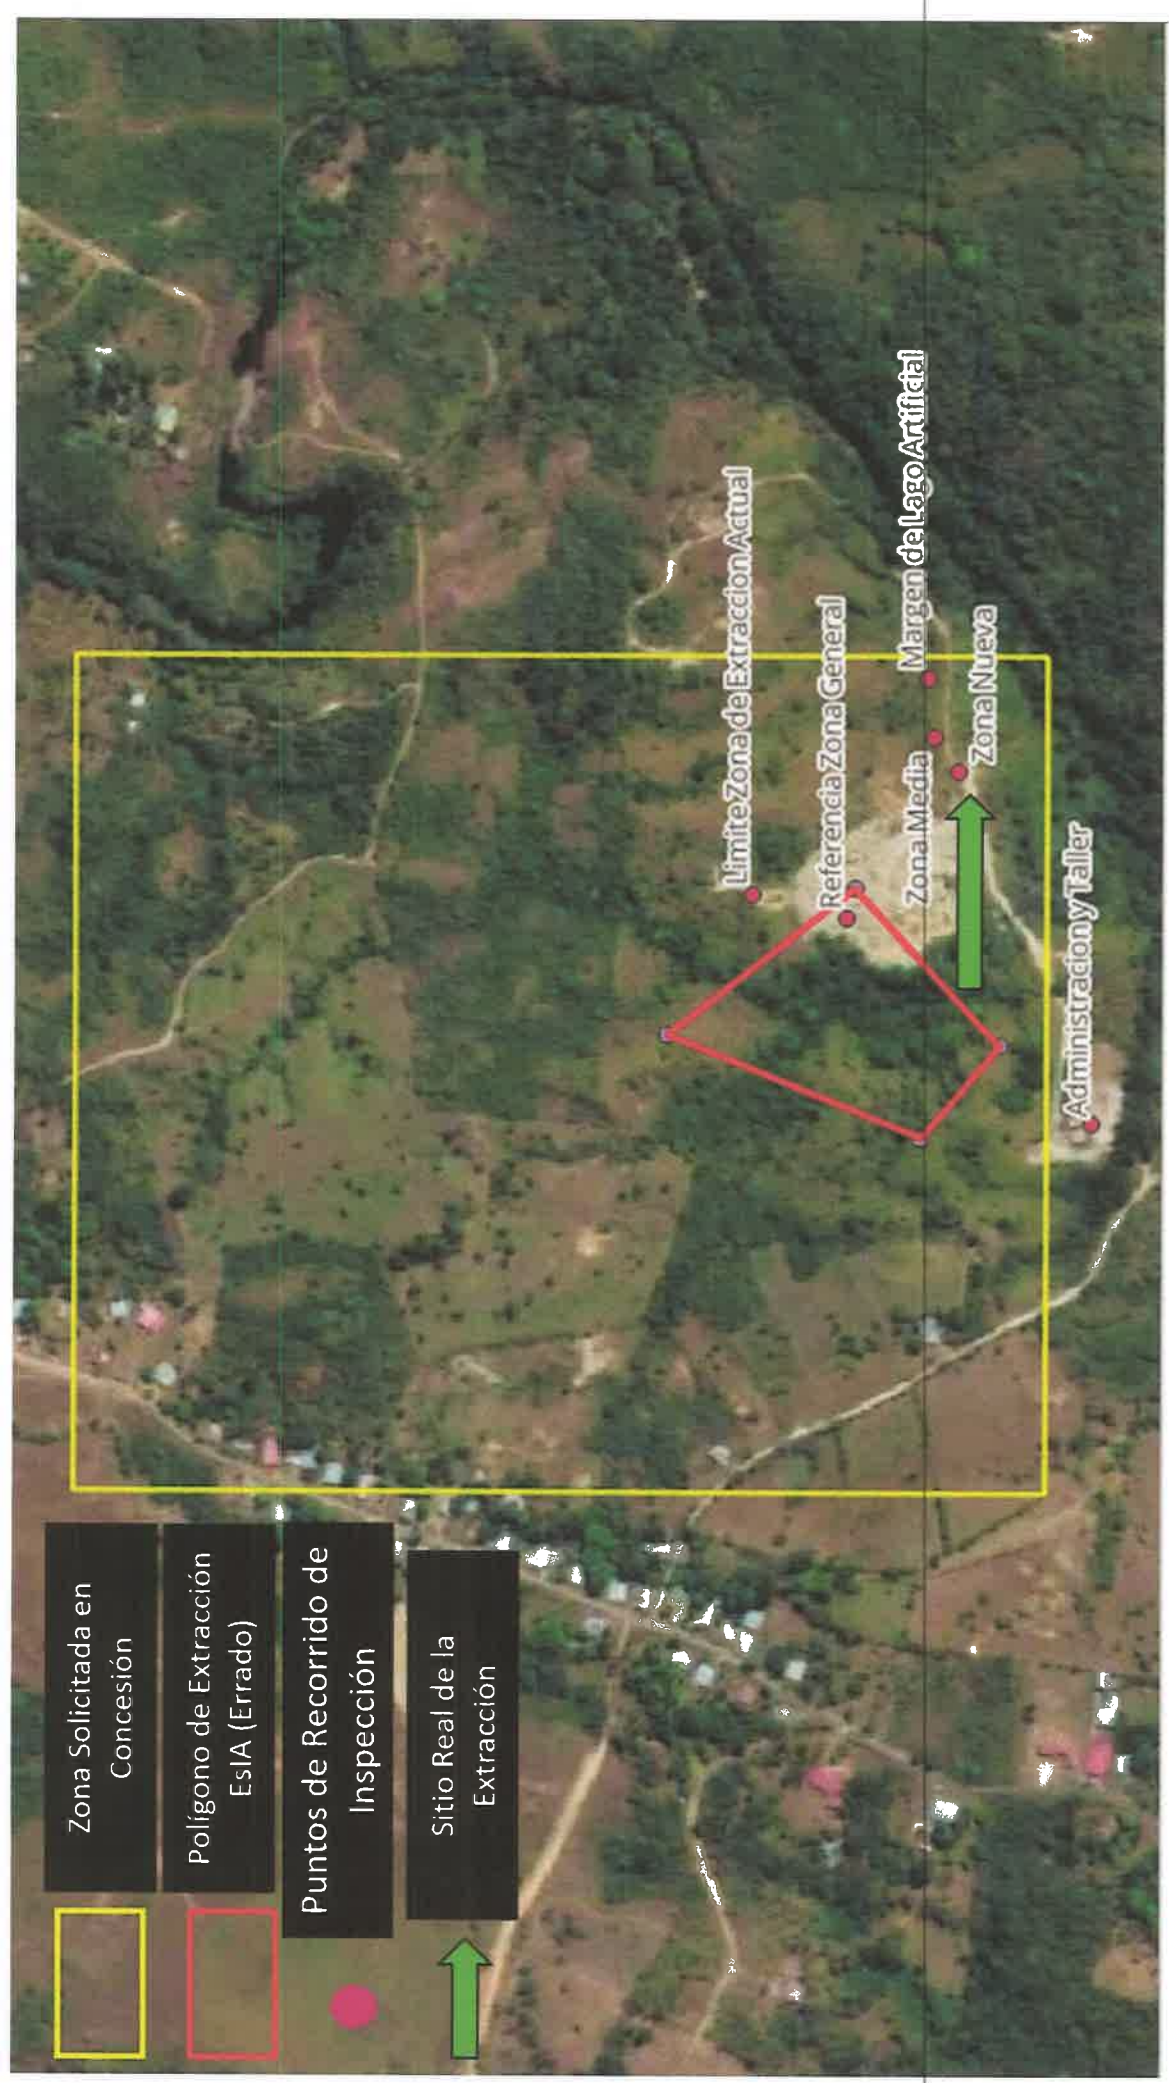 Zona Solicitada en
Concesión
Polígono de Extracción
EsIA (Errado)
Puntos de Recorrido de
Inspección
Sitio Real de la
Extracción
Limite Zona de Extraccion Actual
Referencia Zona General
Zona Media
Margen de Lago Artificial
Zona Nueva
Administracion y Taller